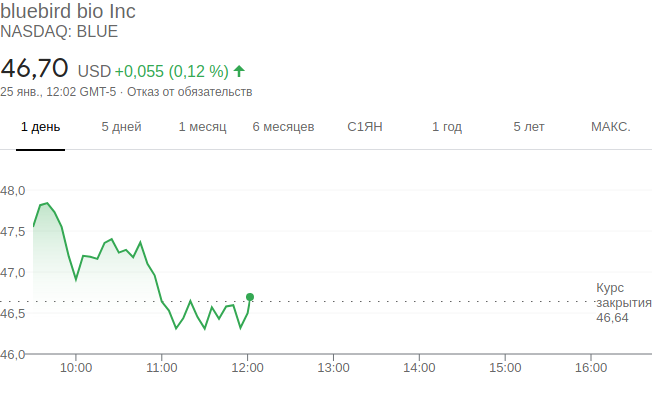 bluebird bio Inc
NASDAQ: BLUE
46,70 USD +0,055 (0,12 %)
25 янв., 12:02 GMT-5 · Отказ от обязательств
1 день 5 дней 1 месяц 6 месяцев С1ЯН 1 год 5 лет МАКС.
48,0
47,5
47,0
Курс
закрытия
46,64
46,5
46,0
10:00 11:00 12:00 13:00 14:00 15:00 16:00